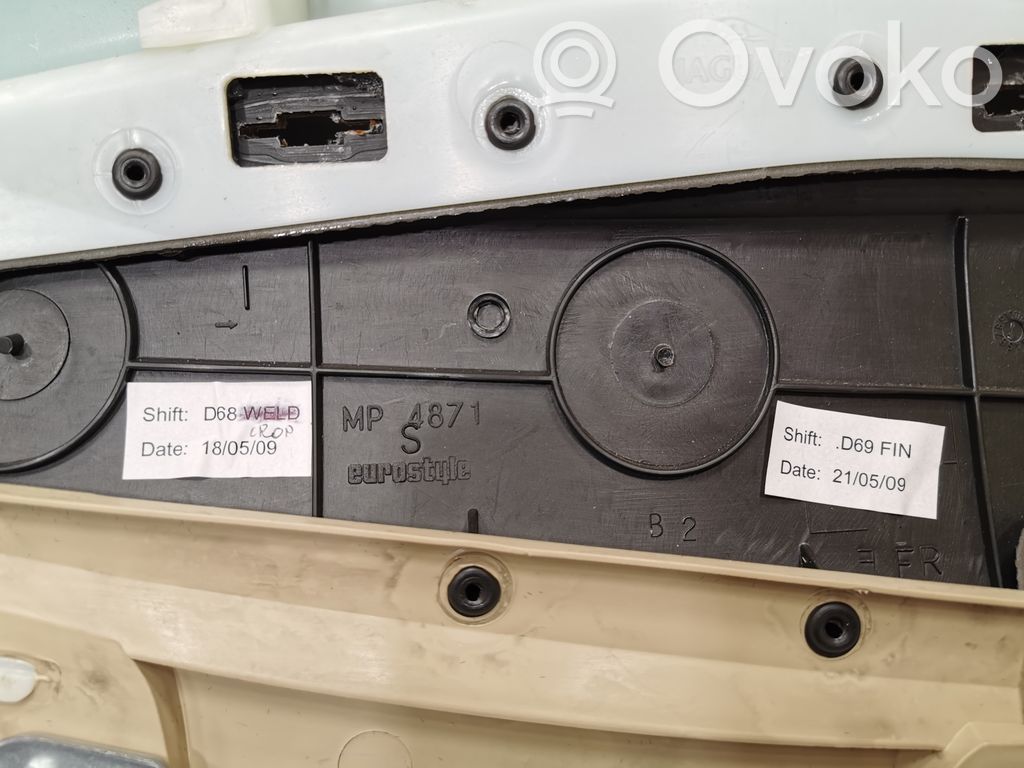 Ovoko
Shift: D68 WELD
CROP
Date: 18/05/09
MP 4871
S
eurostyle
Shift: .D69 FIN
Date: 21/05/09
B 2
FR